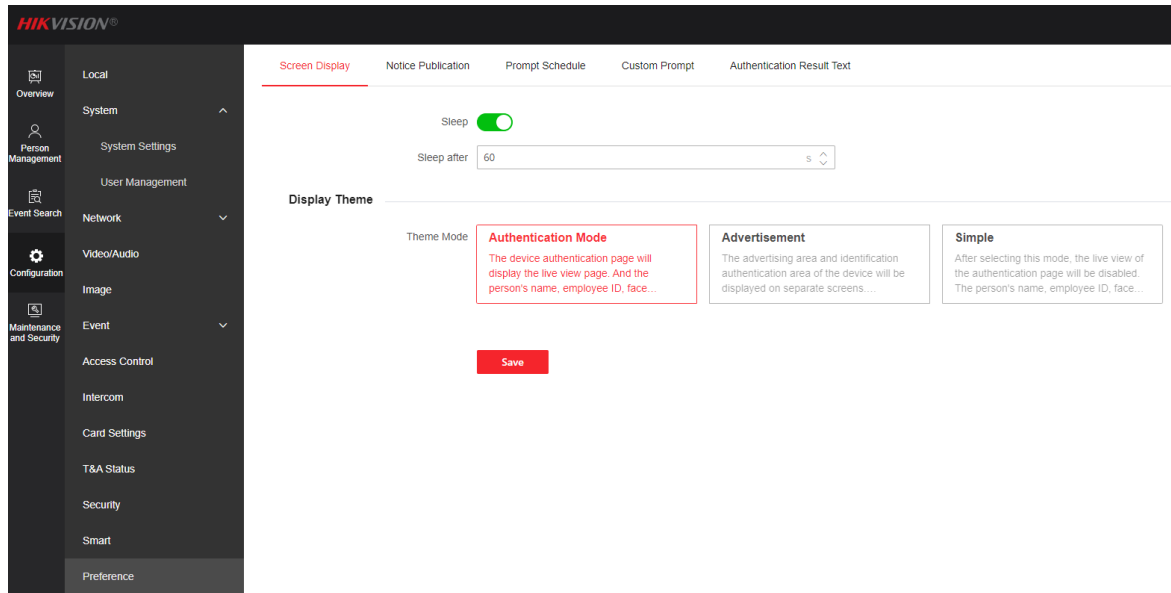 HIKVISION®
Overview
Person
Management
Event Search
Configuration
Maintenance
and Security
Local
System
System Settings
User Management
Network
Video/Audio
Image
Event
Access Control
Intercom
Card Settings
T&A Status
Security
Smart
Preference
Screen Display Notice Publication Prompt Schedule Custom Prompt Authentication Result Text
Sleep
Sleep after 60 s
Display Theme
Theme Mode
Authentication Mode
The device authentication page will
display the live view page. And the
person's name, employee ID, face...
Advertisement
The advertising area and identification
authentication area of the device will be
displayed on separate screens....
Simple
After selecting this mode, the live view of
the authentication page will be disabled.
The person's name, employee ID, face...
Save